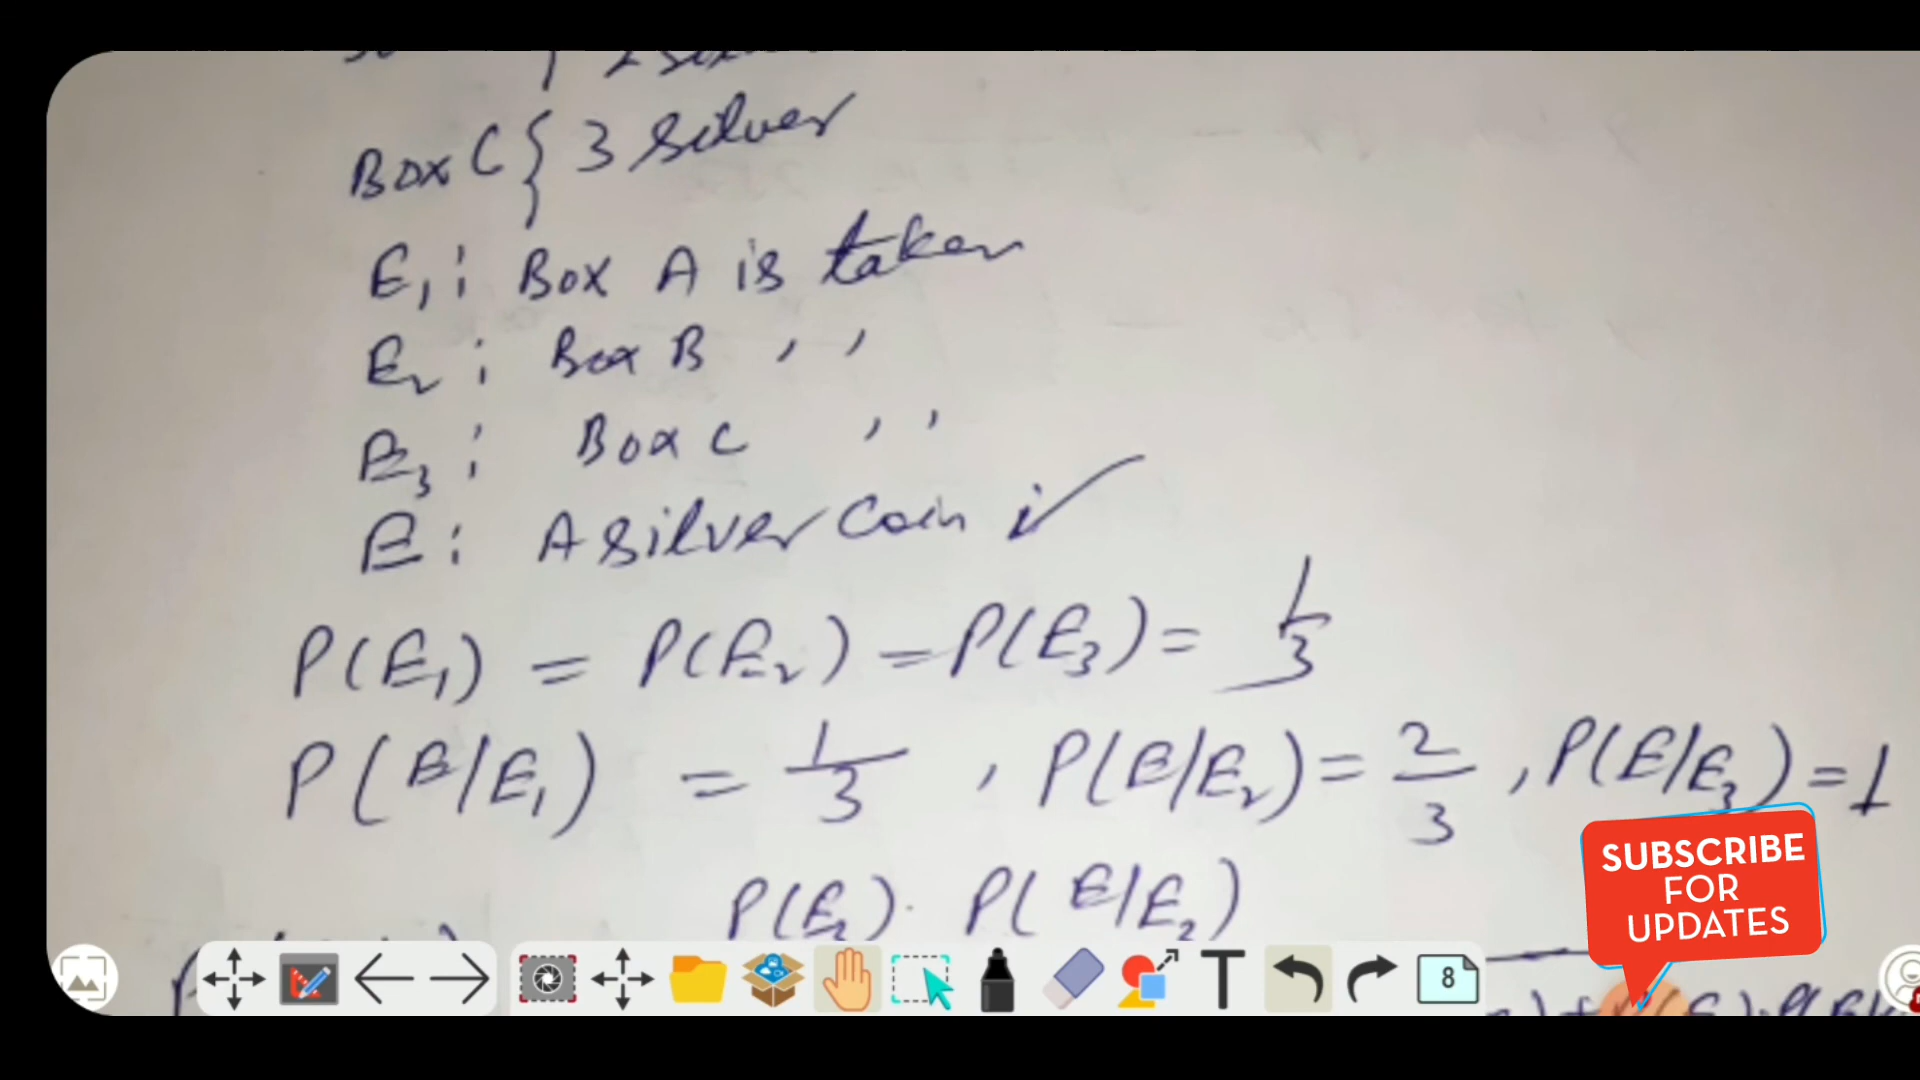 Box C { 3 silver
E₁ : Box A is taken
E₂ : Box B ,,
E₃ : Box C ,,
E : A silver coin is
P(E₁) = P(E₂) = P(E₃) = 1/3
P(E/E₁) = 1/3 , P(E/E₂) = 2/3 , P(E/E₃) = 1
P(E₂) . P(E/E₂)
SUBSCRIBE
FOR
UPDATES
T
8